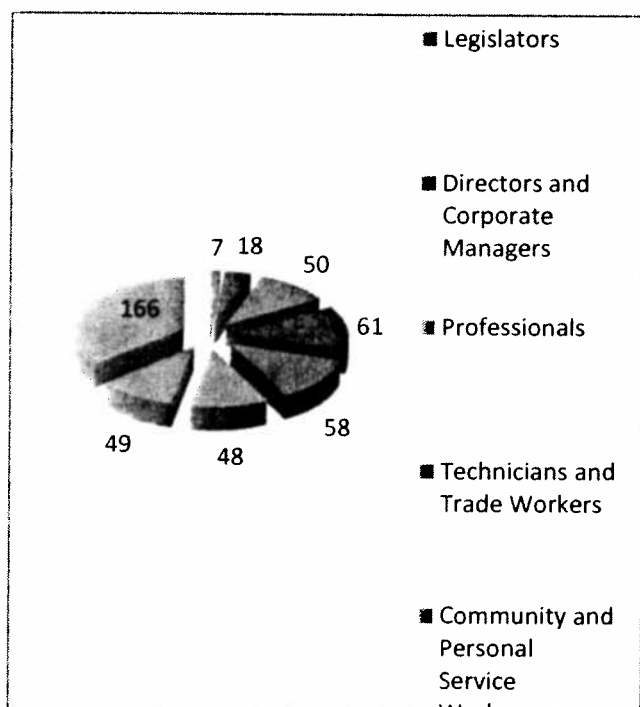 Legislators
Directors and
Corporate
Managers
7 18 50
166
61
Professionals
58
49 48
Technicians and
Trade Workers
Community and
Personal
Service